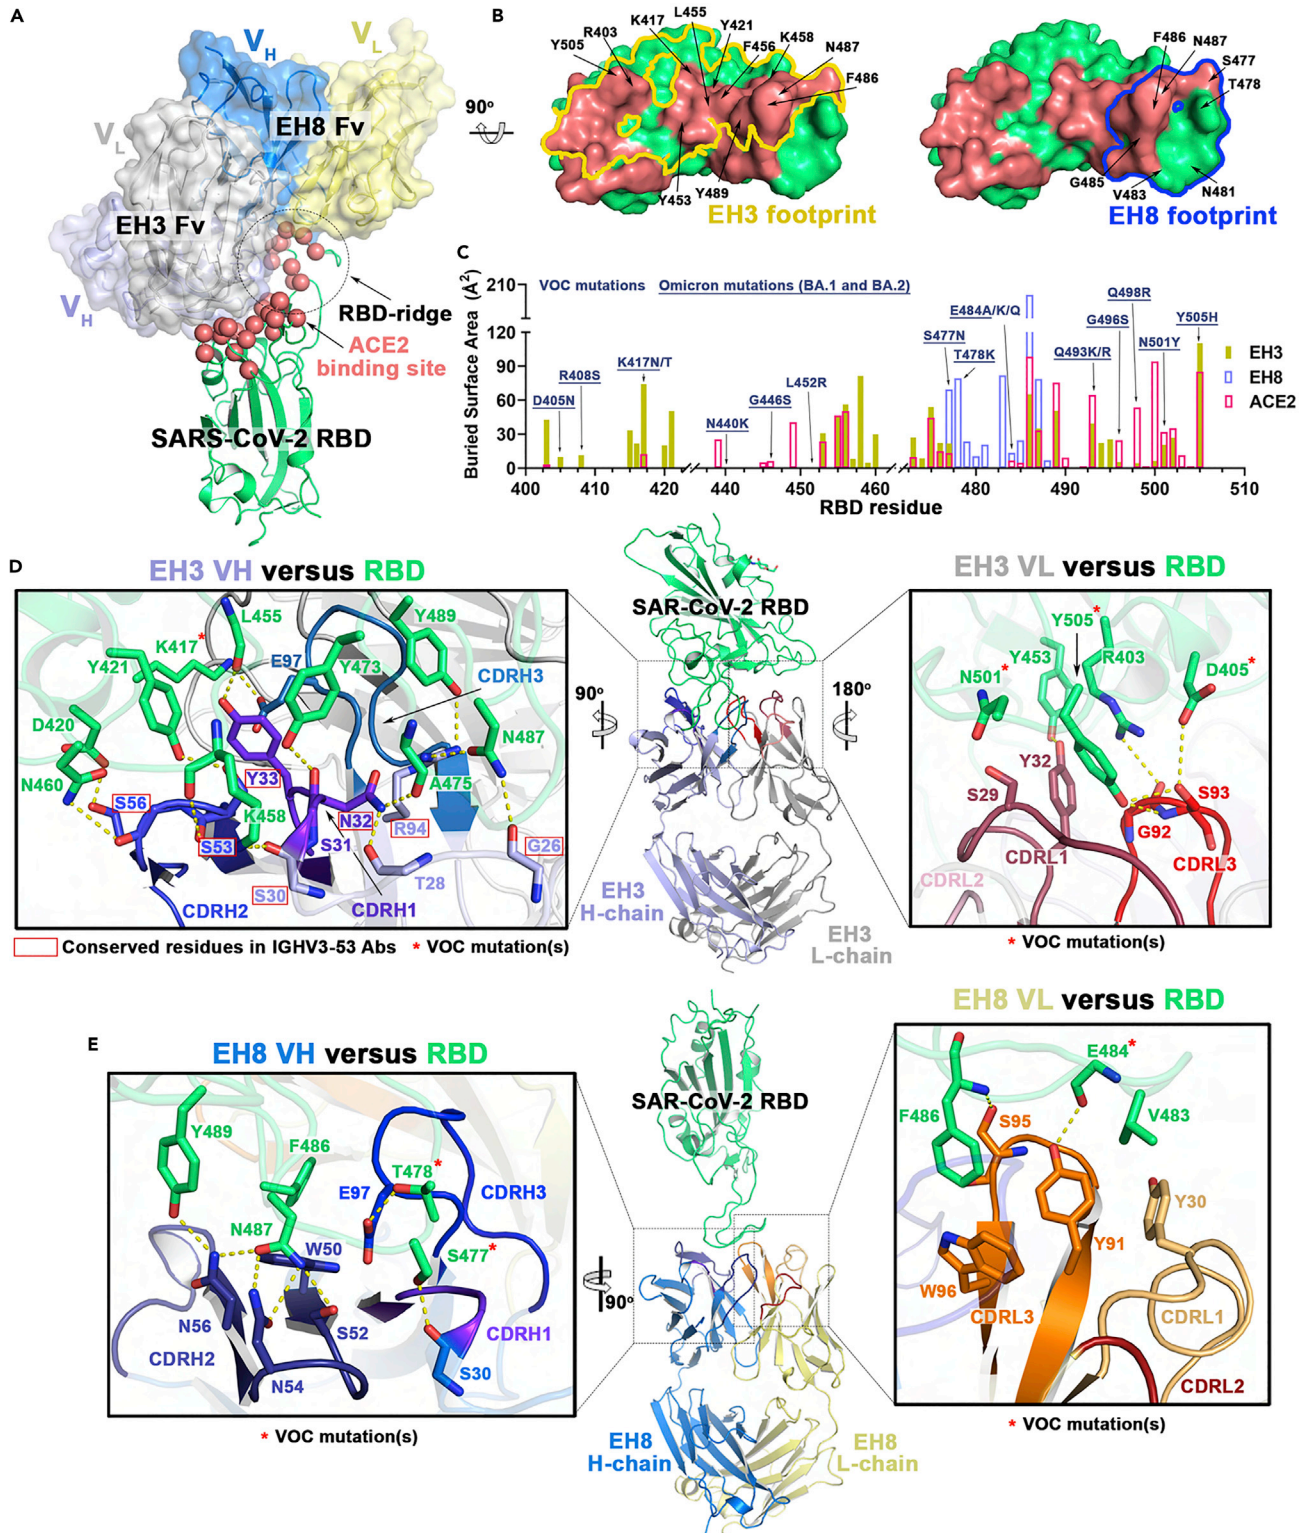 A
V_H
V_L
EH8 Fv
V_L
EH3 Fv
V_H
RBD-ridge
ACE2
binding site
SARS-CoV-2 RBD
90°
B
L455
K417
Y421
R403
F456
K458
Y505
N487
F486
Y453
Y489
EH3 footprint
F486
N487
S477
T478
G485
V483
N481
EH8 footprint
C
Buried Surface Area (Å²)
210
120
90
60
30
0
VOC mutations
Omicron mutations (BA.1 and BA.2)
D405N
R408S
K417N/T
N440K
G446S
L452R
S477N
T478K
E484A/K/Q
Q493K/R
G496S
Q498R
N501Y
Y505H
EH3
EH8
ACE2
400
410
420
440
450
460
480
490
500
510
RBD residue
D
EH3 VH versus RBD
L455
K417*
Y421
E97
Y473
Y489
CDRH3
D420
N460
N487
Y33
A475
S56
K458
N32
R94
S53
S31
G26
T28
S30
CDRH2
CDRH1
Conserved residues in IGHV3-53 Abs
* VOC mutation(s)
SAR-CoV-2 RBD
90°
180°
EH3
H-chain
EH3
L-chain
EH3 VL versus RBD
Y505*
Y453
R403
N501*
D405*
Y32
S29
S93
G92
CDRL1
CDRL3
CDRL2
* VOC mutation(s)
E
EH8 VH versus RBD
Y489
F486
T478*
E97
CDRH3
N487
W50
S477*
N56
S52
CDRH1
CDRH2
N54
S30
* VOC mutation(s)
SAR-CoV-2 RBD
90°
EH8
H-chain
EH8
L-chain
EH8 VL versus RBD
E484*
F486
S95
V483
Y30
Y91
W96
CDRL3
CDRL1
CDRL2
* VOC mutation(s)